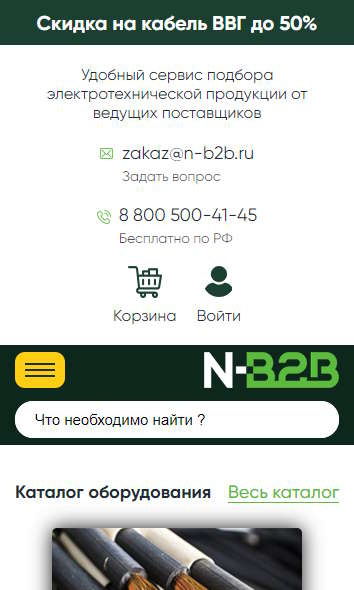 Скидка на кабель ВВГ до 50%
Удобный сервис подбора
электротехнической продукции от
ведущих поставщиков
zakaz@n-b2b.ru
Задать вопрос
8 800 500-41-45
Бесплатно по РФ
Корзина Войти
N-B2B
Что необходимо найти ?
Каталог оборудования Весь каталог